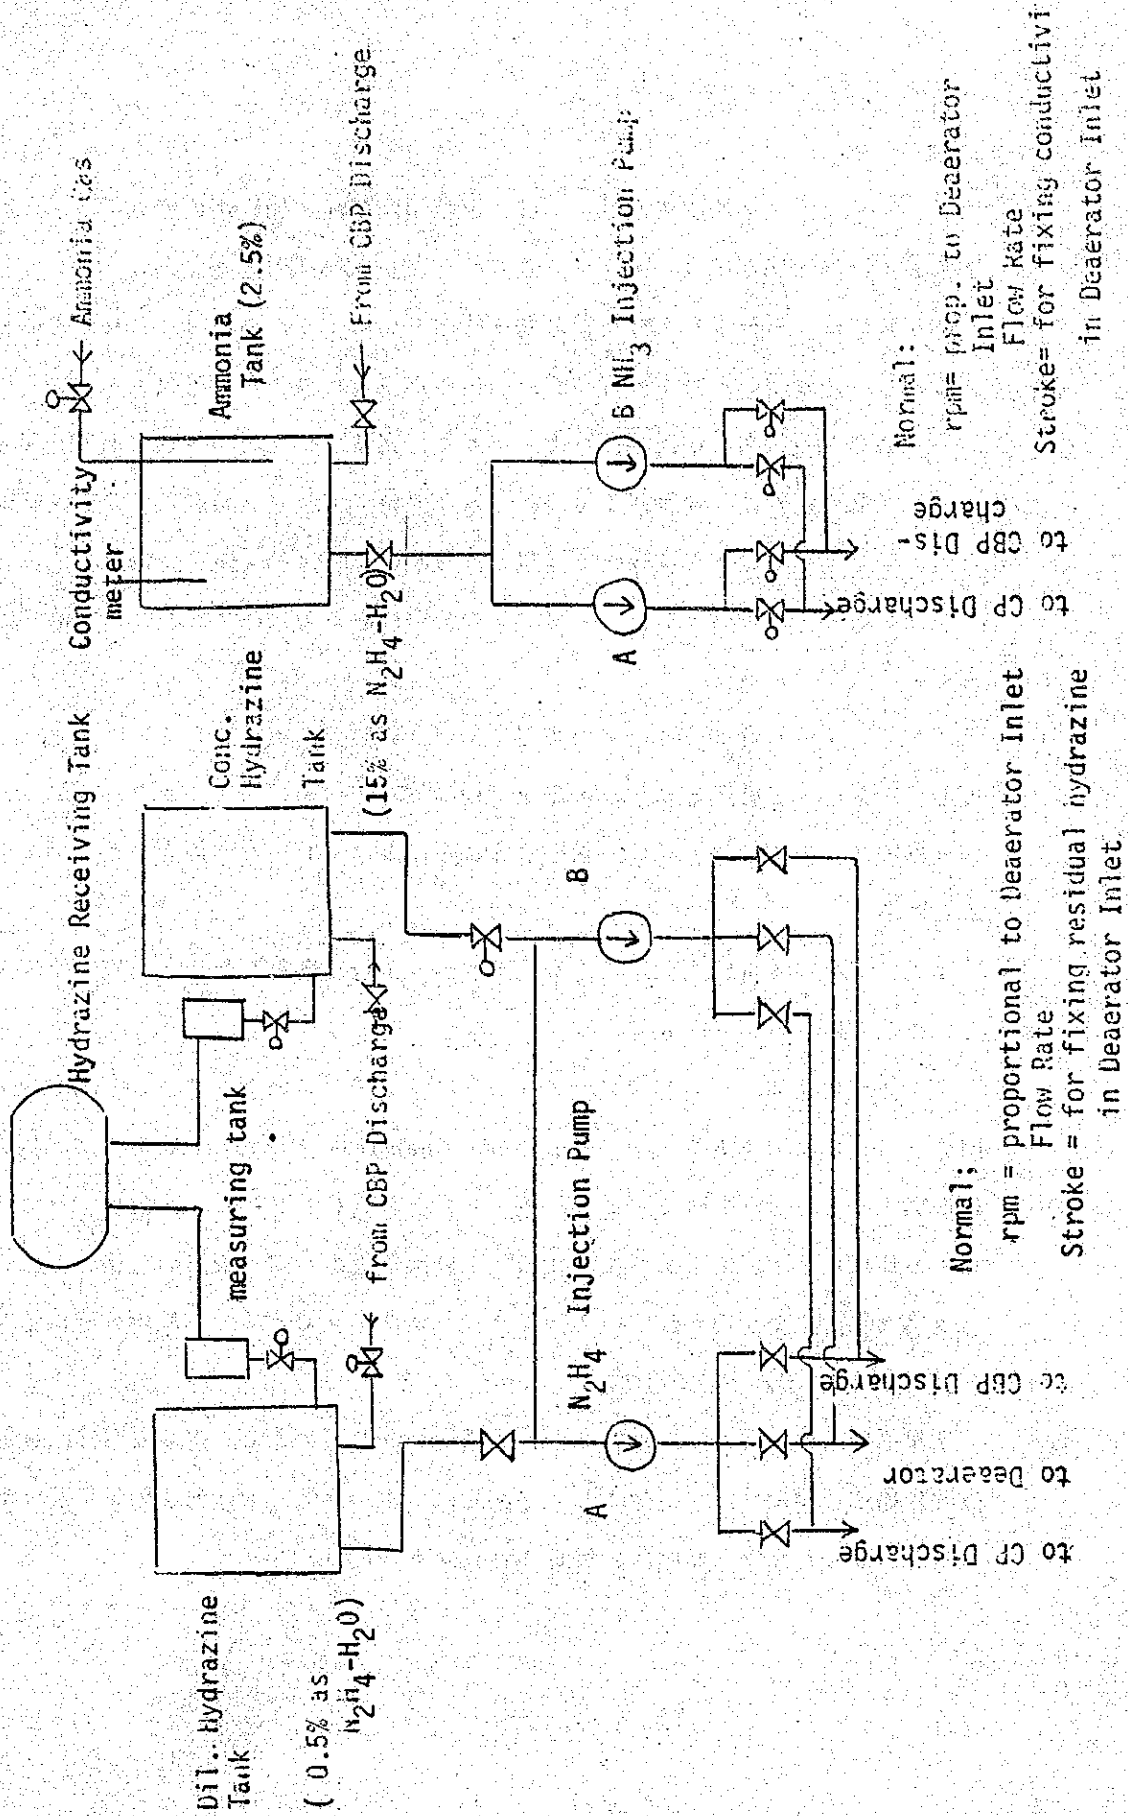 Hydrazine Receiving Tank
Conductivity
meter
Ammonia Gas
Ammonia
Tank (2.5%)
From CBP Discharge
Conc.
Hydrazine
Tank
(15% as N₂H₄-H₂O)
measuring tank
from CBP Discharge
Dil. Hydrazine
Tank
( 0.5% as
N₂H₄-H₂O)
N₂H₄ Injection Pump
A
B
A
B NH₃ Injection Pump
to CP Discharge
to Deaerator
to CBP Discharge
to CP Discharge
to CBP Dis-
charge
Normal;
rpm = proportional to Deaerator Inlet
Flow Rate
Stroke = for fixing residual hydrazine
in Deaerator Inlet
Normal:
rpm= prop. to Deaerator
Inlet
Flow Rate
Stroke= for fixing conductivi
in Deaerator Inlet